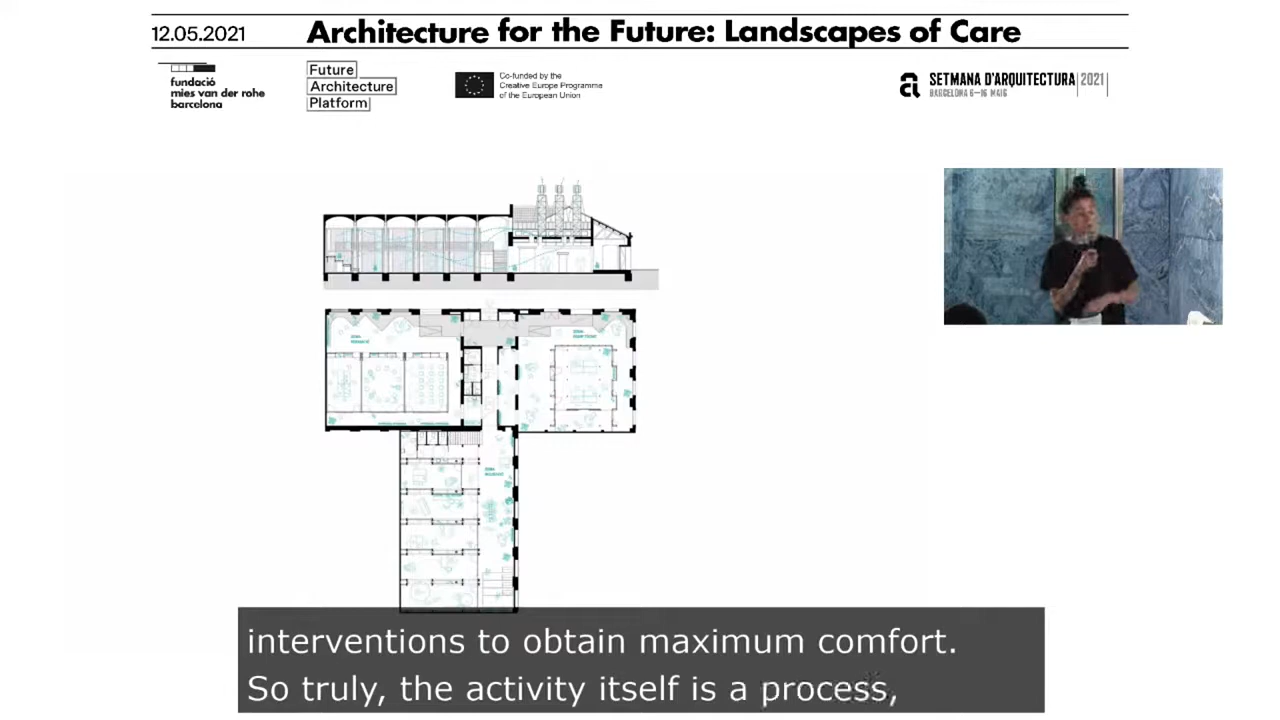 12.05.2021
Architecture for the Future: Landscapes of Care
fundació
mies van der rohe
barcelona
Future
Architecture
Platform
Co-funded by the
Creative Europe Programme
of the European Union
SETMANA D'ARQUITECTURA 2021
BARCELONA 6—16 MAIG
interventions to obtain maximum comfort.
So truly, the activity itself is a process,